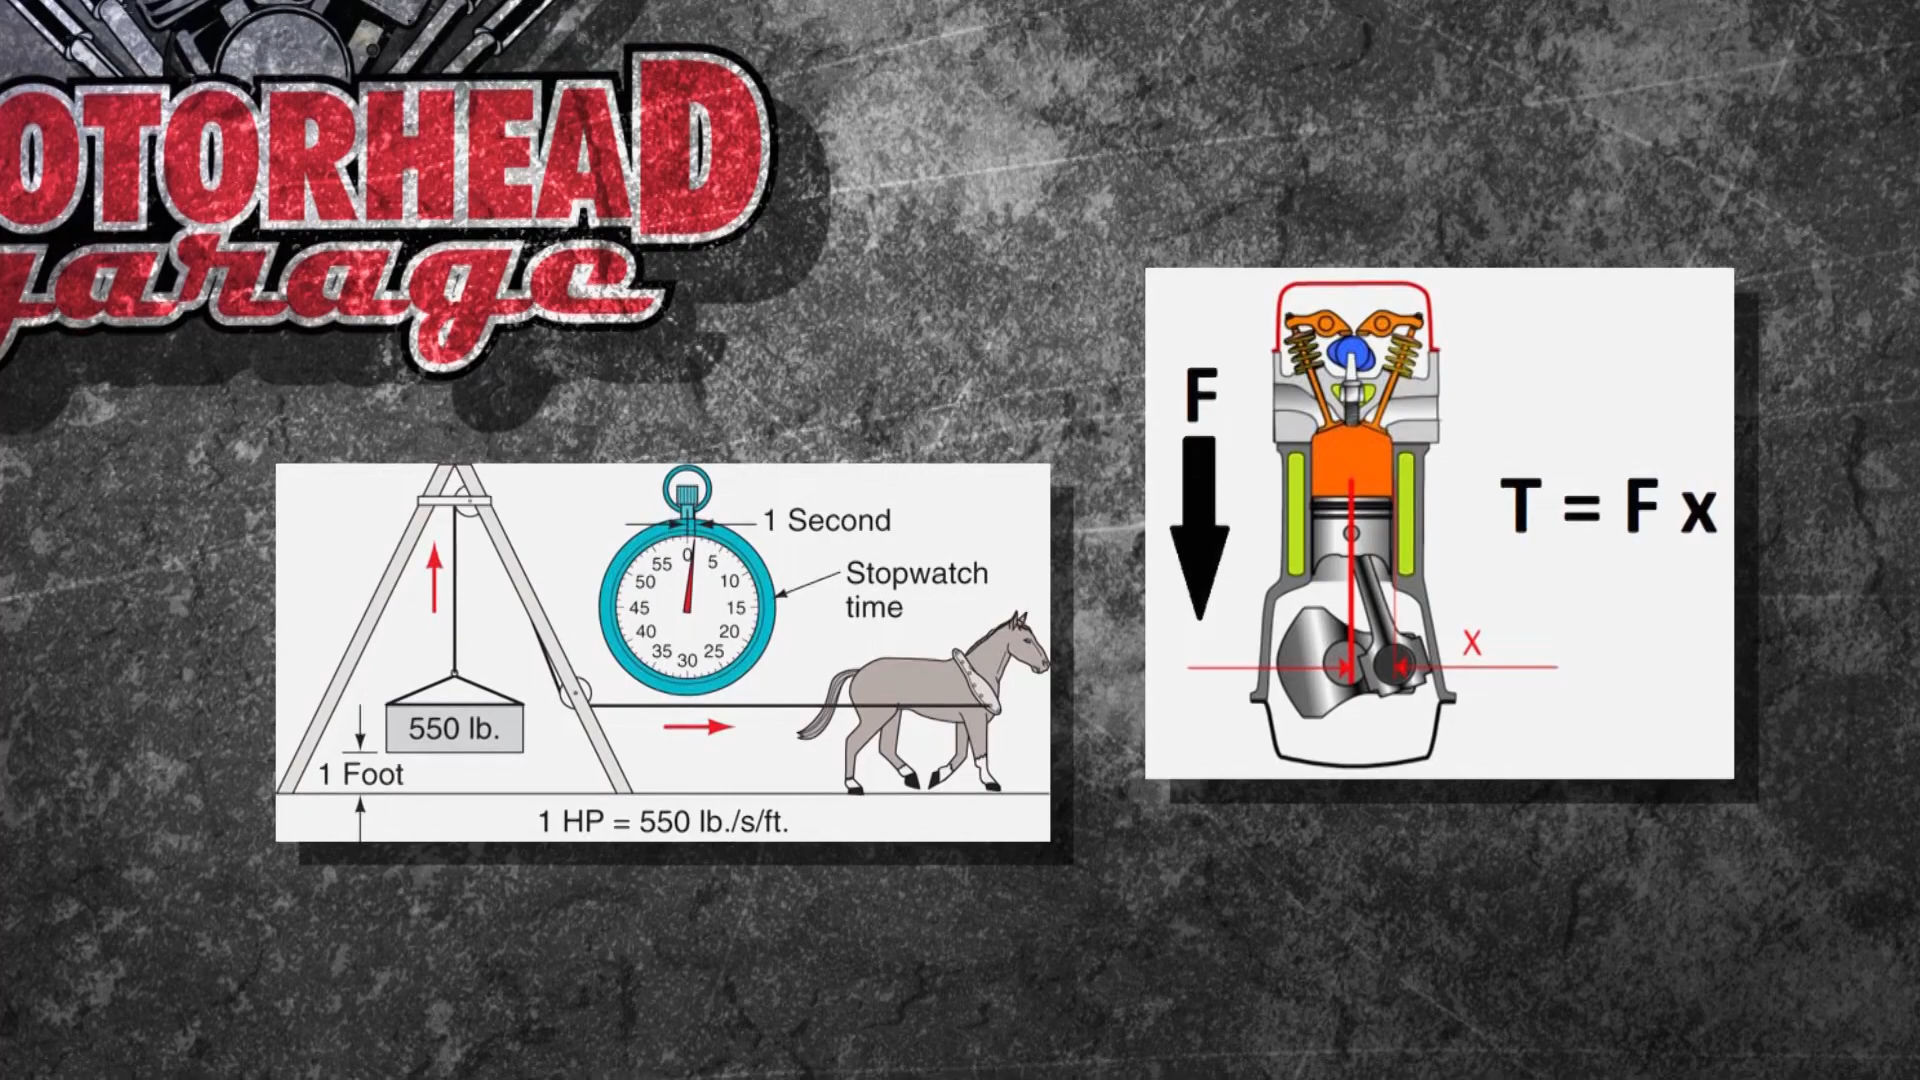 OTORHEAD
garage
1 Second
Stopwatch
time
0
5
10
15
20
25
30
35
40
45
50
55
550 lb.
1 Foot
1 HP = 550 lb./s/ft.
F
T = F x
X